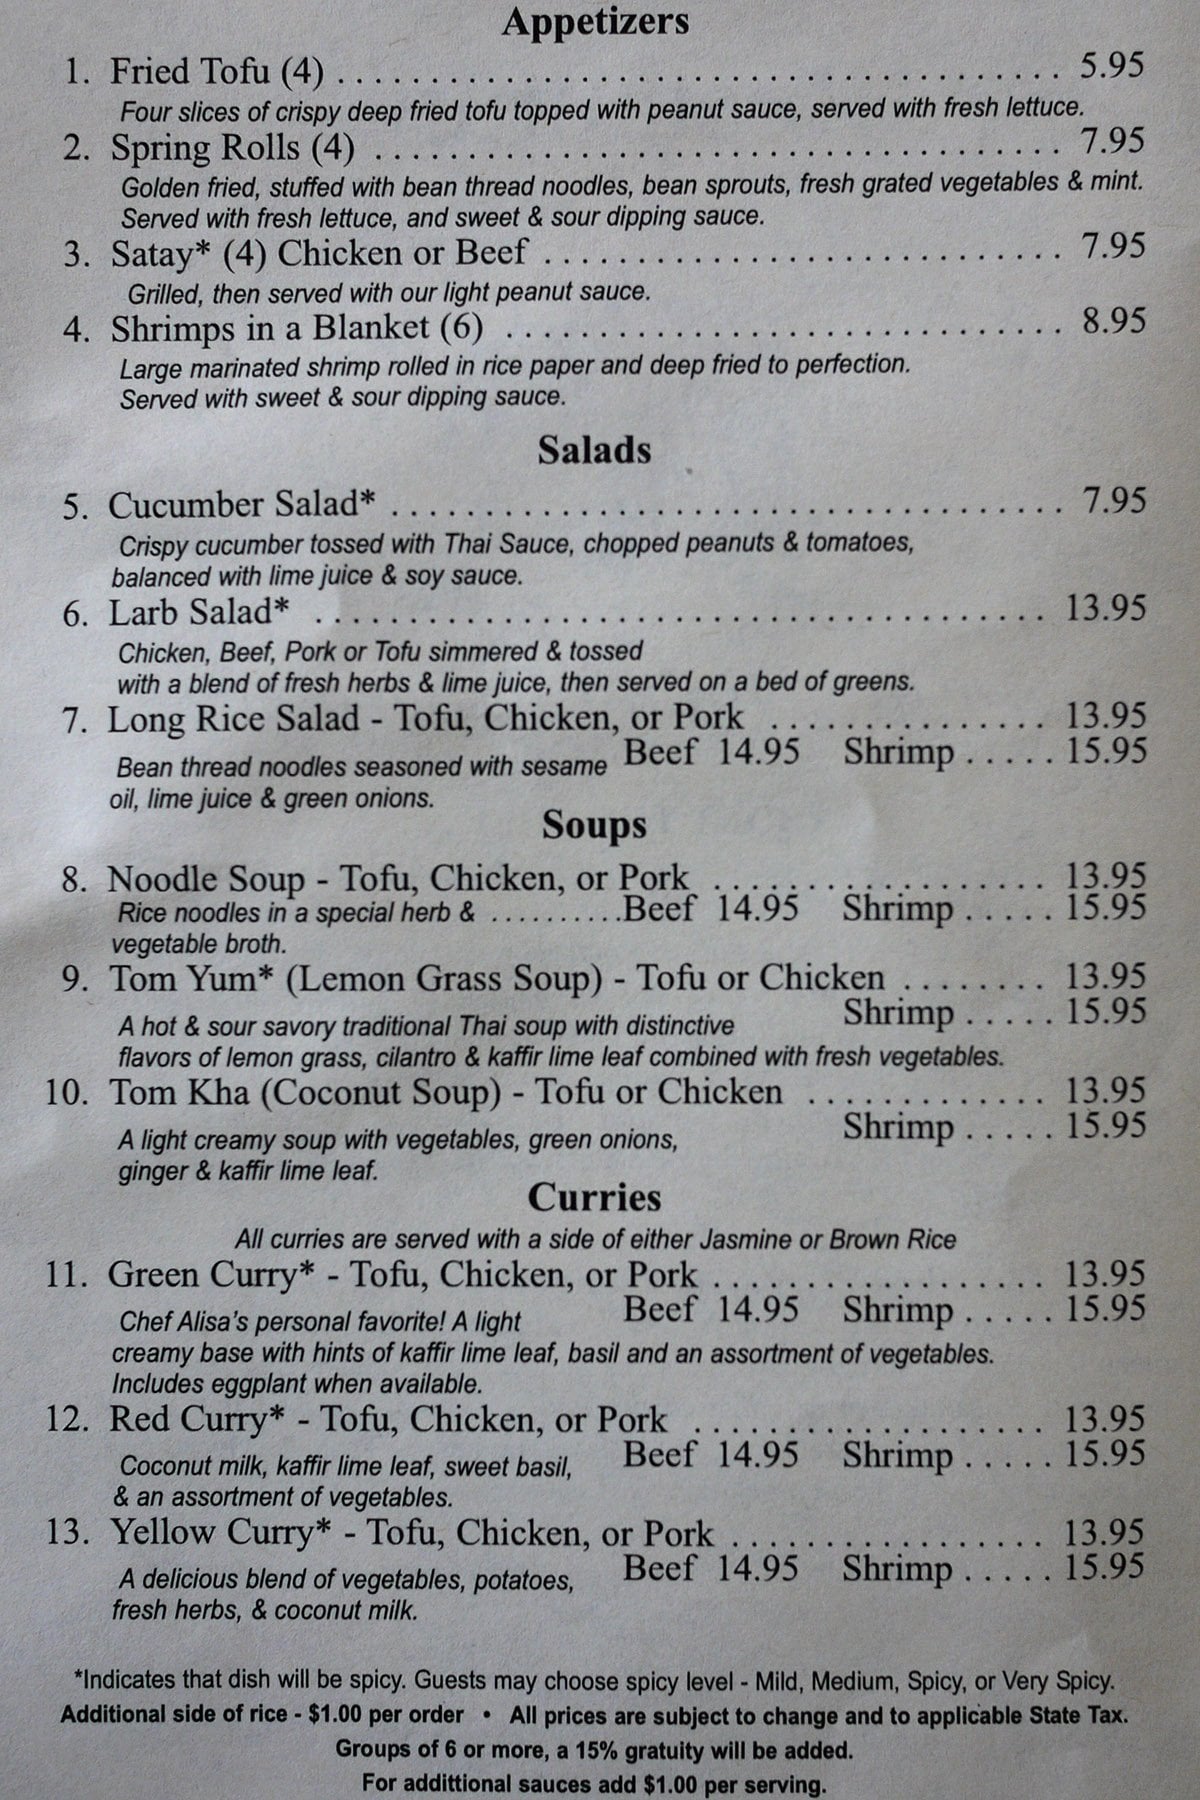 Appetizers
1. Fried Tofu (4) . . . . . . . . . . . . . . . . . . . . . . . . . . . . . . . . . . . . . . . 5.95
Four slices of crispy deep fried tofu topped with peanut sauce, served with fresh lettuce.
2. Spring Rolls (4) . . . . . . . . . . . . . . . . . . . . . . . . . . . . . . . . . . . . . 7.95
Golden fried, stuffed with bean thread noodles, bean sprouts, fresh grated vegetables & mint.
Served with fresh lettuce, and sweet & sour dipping sauce.
3. Satay* (4) Chicken or Beef . . . . . . . . . . . . . . . . . . . . . . . . . . . . 7.95
Grilled, then served with our light peanut sauce.
4. Shrimps in a Blanket (6) . . . . . . . . . . . . . . . . . . . . . . . . . . . . . . 8.95
Large marinated shrimp rolled in rice paper and deep fried to perfection.
Served with sweet & sour dipping sauce.
Salads
5. Cucumber Salad* . . . . . . . . . . . . . . . . . . . . . . . . . . . . . . . . . . . . 7.95
Crispy cucumber tossed with Thai Sauce, chopped peanuts & tomatoes,
balanced with lime juice & soy sauce.
6. Larb Salad* . . . . . . . . . . . . . . . . . . . . . . . . . . . . . . . . . . . . . . . 13.95
Chicken, Beef, Pork or Tofu simmered & tossed
with a blend of fresh herbs & lime juice, then served on a bed of greens.
7. Long Rice Salad - Tofu, Chicken, or Pork . . . . . . . . . . . . . . . 13.95
Beef 14.95 Shrimp . . . . . 15.95
Bean thread noodles seasoned with sesame
oil, lime juice & green onions.
Soups
8. Noodle Soup - Tofu, Chicken, or Pork . . . . . . . . . . . . . . . . . . 13.95
Rice noodles in a special herb & ..........Beef 14.95 Shrimp . . . . . 15.95
vegetable broth.
9. Tom Yum* (Lemon Grass Soup) - Tofu or Chicken . . . . . . . . 13.95
Shrimp . . . . . 15.95
A hot & sour savory traditional Thai soup with distinctive
flavors of lemon grass, cilantro & kaffir lime leaf combined with fresh vegetables.
10. Tom Kha (Coconut Soup) - Tofu or Chicken . . . . . . . . . . . . . 13.95
Shrimp . . . . . 15.95
A light creamy soup with vegetables, green onions,
ginger & kaffir lime leaf.
Curries
All curries are served with a side of either Jasmine or Brown Rice
11. Green Curry* - Tofu, Chicken, or Pork . . . . . . . . . . . . . . . . . . 13.95
Beef 14.95 Shrimp . . . . . 15.95
Chef Alisa's personal favorite! A light
creamy base with hints of kaffir lime leaf, basil and an assortment of vegetables.
Includes eggplant when available.
12. Red Curry* - Tofu, Chicken, or Pork . . . . . . . . . . . . . . . . . . . 13.95
Beef 14.95 Shrimp . . . . . 15.95
Coconut milk, kaffir lime leaf, sweet basil,
& an assortment of vegetables.
13. Yellow Curry* - Tofu, Chicken, or Pork . . . . . . . . . . . . . . . . . 13.95
Beef 14.95 Shrimp . . . . . 15.95
A delicious blend of vegetables, potatoes,
fresh herbs, & coconut milk.
*Indicates that dish will be spicy. Guests may choose spicy level - Mild, Medium, Spicy, or Very Spicy.
Additional side of rice - $1.00 per order • All prices are subject to change and to applicable State Tax.
Groups of 6 or more, a 15% gratuity will be added.
For addittional sauces add $1.00 per serving.